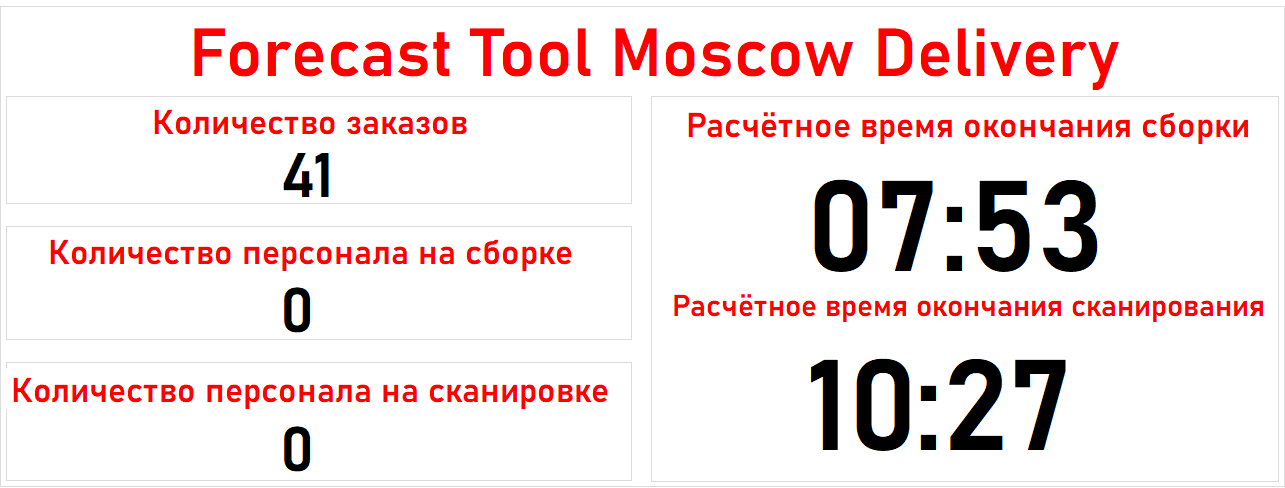 Forecast Tool Moscow Delivery
Количество заказов
41
Количество персонала на сборке
0
Количество персонала на сканировке
0
Расчётное время окончания сборки
07:53
Расчётное время окончания сканирования
10:27